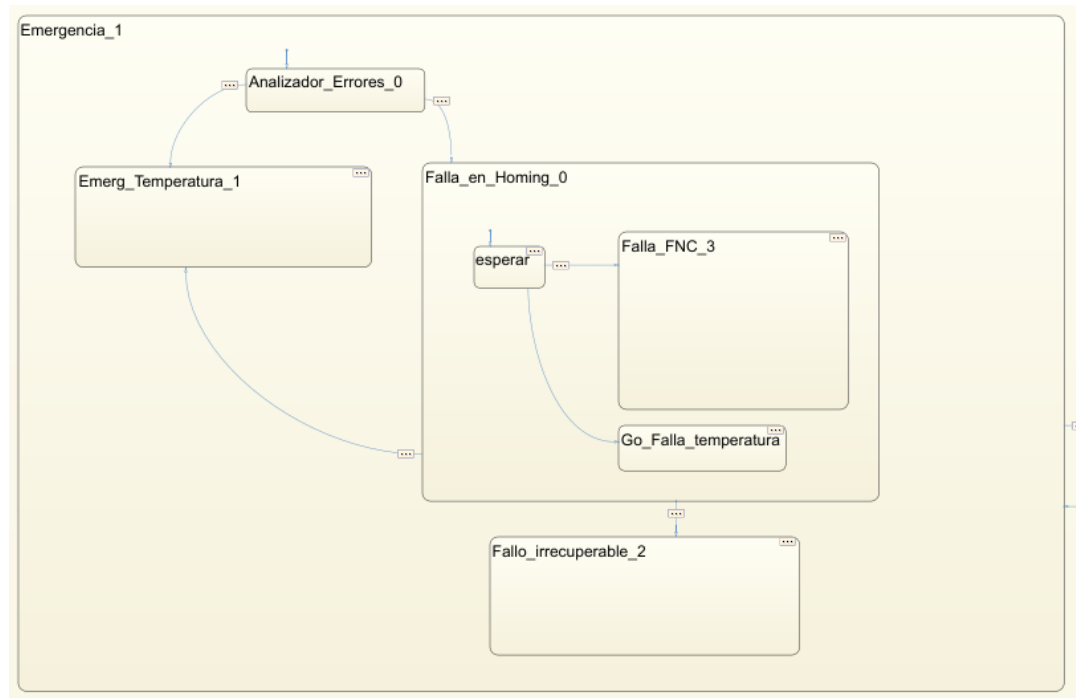 Emergencia_1
Analizador_Errores_0
Emerg_Temperatura_1
Falla_en_Homing_0
esperar
Falla_FNC_3
Go_Falla_temperatura
Fallo_irrecuperable_2